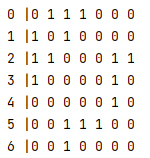 0 |0 1 1 1 0 0 0
1 |1 0 1 0 0 0 0
2 |1 1 0 0 0 1 1
3 |1 0 0 0 0 1 0
4 |0 0 0 0 0 1 0
5 |0 0 1 1 1 0 0
6 |0 0 1 0 0 0 0